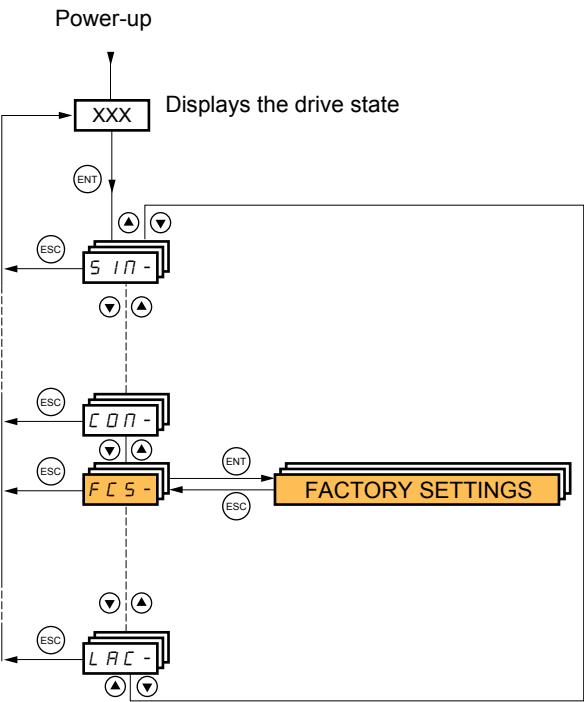 Power-up
XXX
Displays the drive state
ENT
ESC
SIM-
ESC
COM-
ESC
FCS-
ENT
ESC
FACTORY SETTINGS
ESC
LAC-